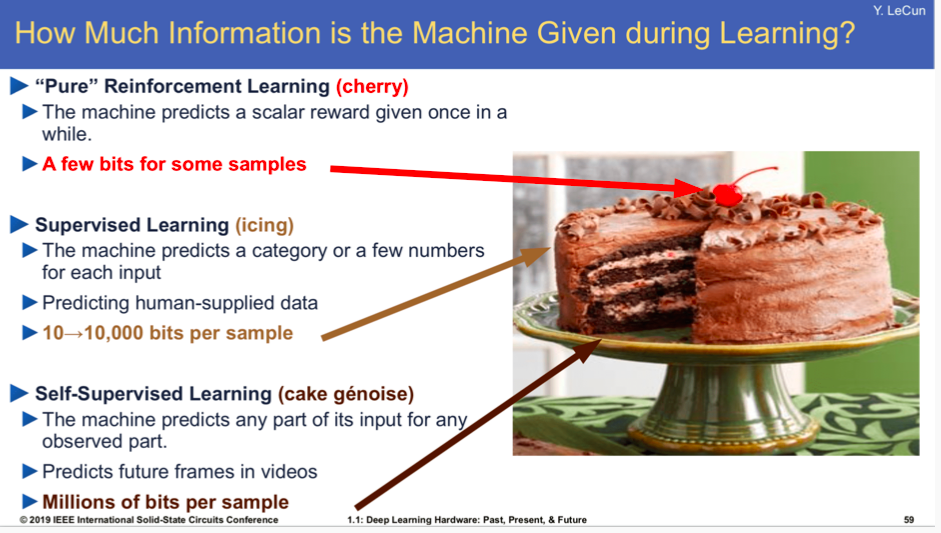 Y. LeCun
How Much Information is the Machine Given during Learning?
“Pure” Reinforcement Learning (cherry)
The machine predicts a scalar reward given once in a
while.
A few bits for some samples
Supervised Learning (icing)
The machine predicts a category or a few numbers
for each input
Predicting human-supplied data
10→10,000 bits per sample
Self-Supervised Learning (cake génoise)
The machine predicts any part of its input for any
observed part.
Predicts future frames in videos
Millions of bits per sample
© 2019 IEEE International Solid-State Circuits Conference
1.1: Deep Learning Hardware: Past, Present, & Future
59